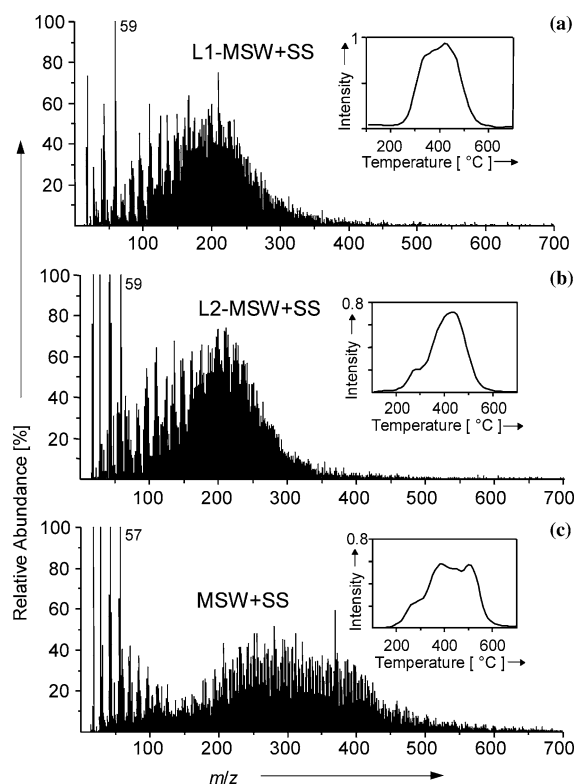 (a)
100
59
L1-MSW+SS
80
60
40
20
Intensity
1
0
200 400 600
Temperature [ °C]
100 200 300 400 500 600 700
(b)
100
59
L2-MSW+SS
80
60
40
20
Intensity
0.8
0
200 400 600
Temperature [ °C]
100 200 300 400 500 600 700
(c)
100
57
MSW+SS
80
60
40
20
Intensity
0.8
0
200 400 600
Temperature [ °C]
100 200 300 400 500 600 700
Relative Abundance [%]
m/z